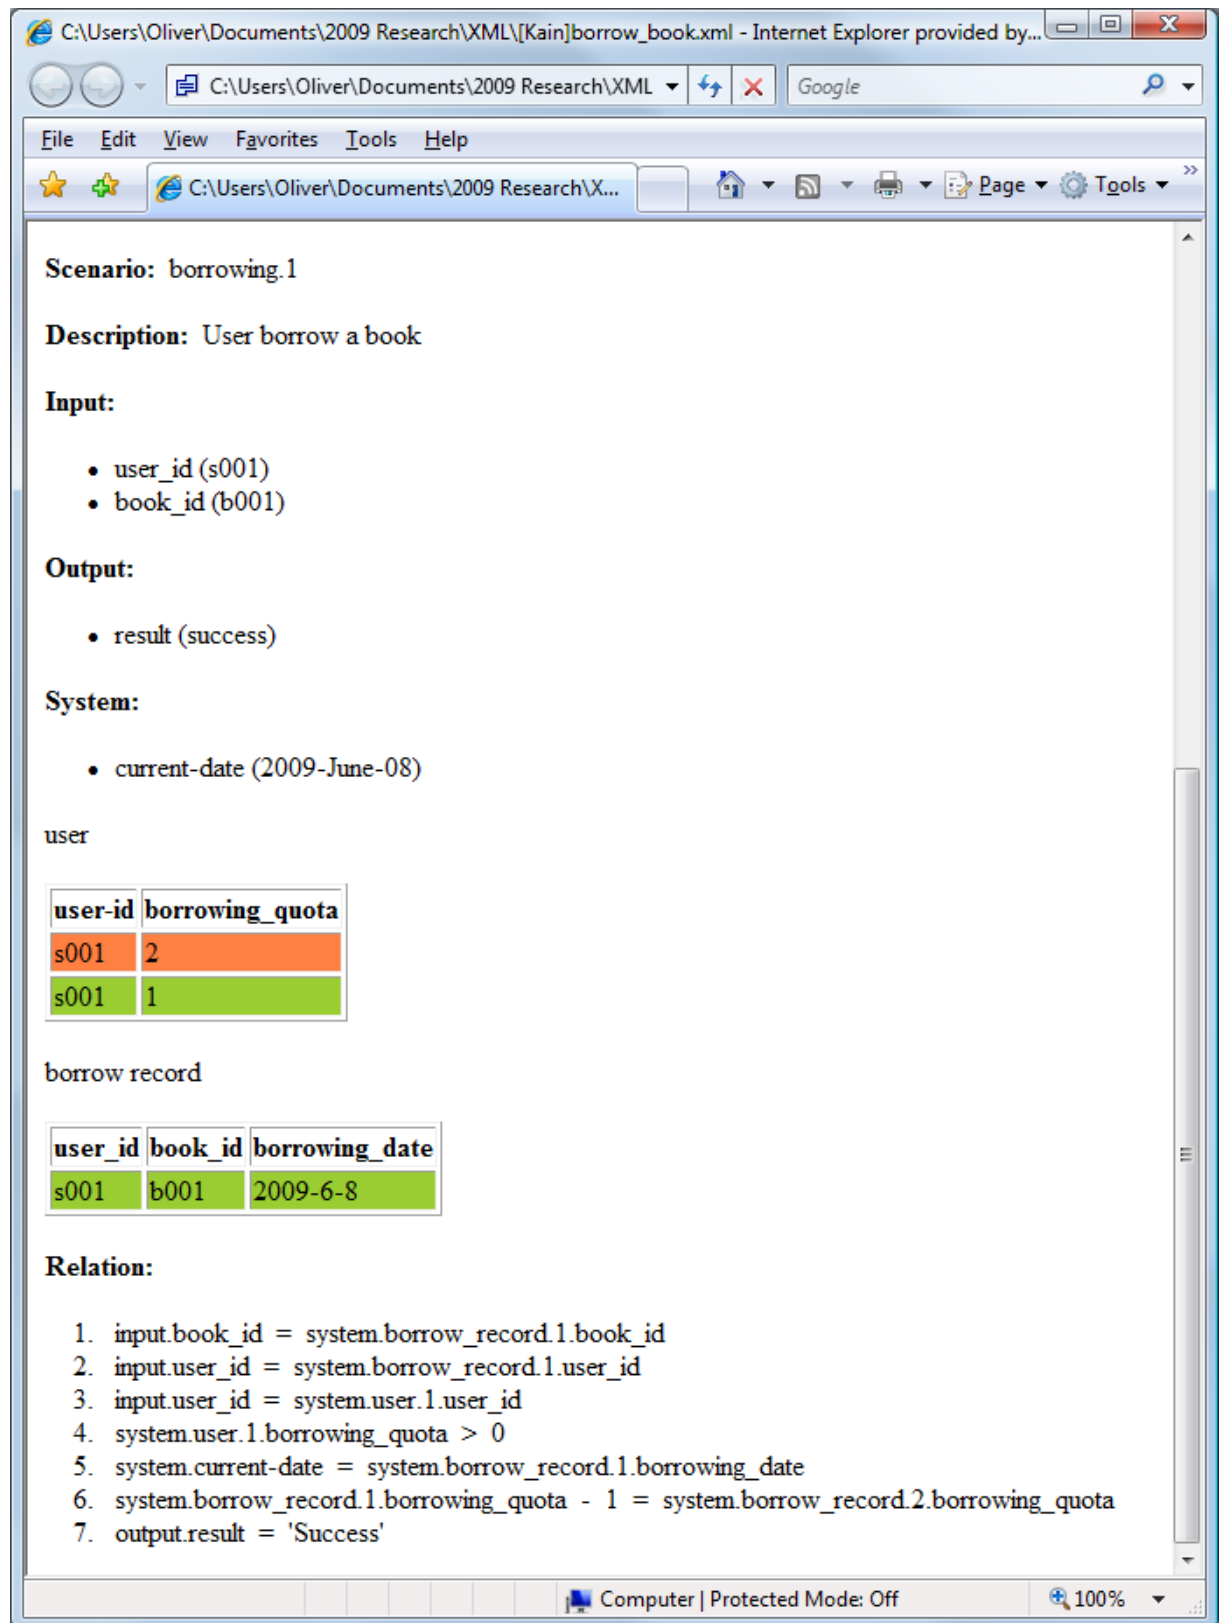 C:\Users\Oliver\Documents\2009 Research\XML\[Kain]borrow_book.xml - Internet Explorer provided by...
C:\Users\Oliver\Documents\2009 Research\XML
Google
File Edit View Favorites Tools Help
C:\Users\Oliver\Documents\2009 Research\X...
Page Tools »
Scenario: borrowing.1
Description: User borrow a book
Input:
• user_id (s001)
• book_id (b001)
Output:
• result (success)
System:
• current-date (2009-June-08)
user
user-id borrowing_quota
s001 2
s001 1
borrow record
user_id book_id borrowing_date
s001 b001 2009-6-8
Relation:
1. input.book_id = system.borrow_record.1.book_id
2. input.user_id = system.borrow_record.1.user_id
3. input.user_id = system.user.1.user_id
4. system.user.1.borrowing_quota > 0
5. system.current-date = system.borrow_record.1.borrowing_date
6. system.borrow_record.1.borrowing_quota - 1 = system.borrow_record.2.borrowing_quota
7. output.result = 'Success'
Computer | Protected Mode: Off
100%